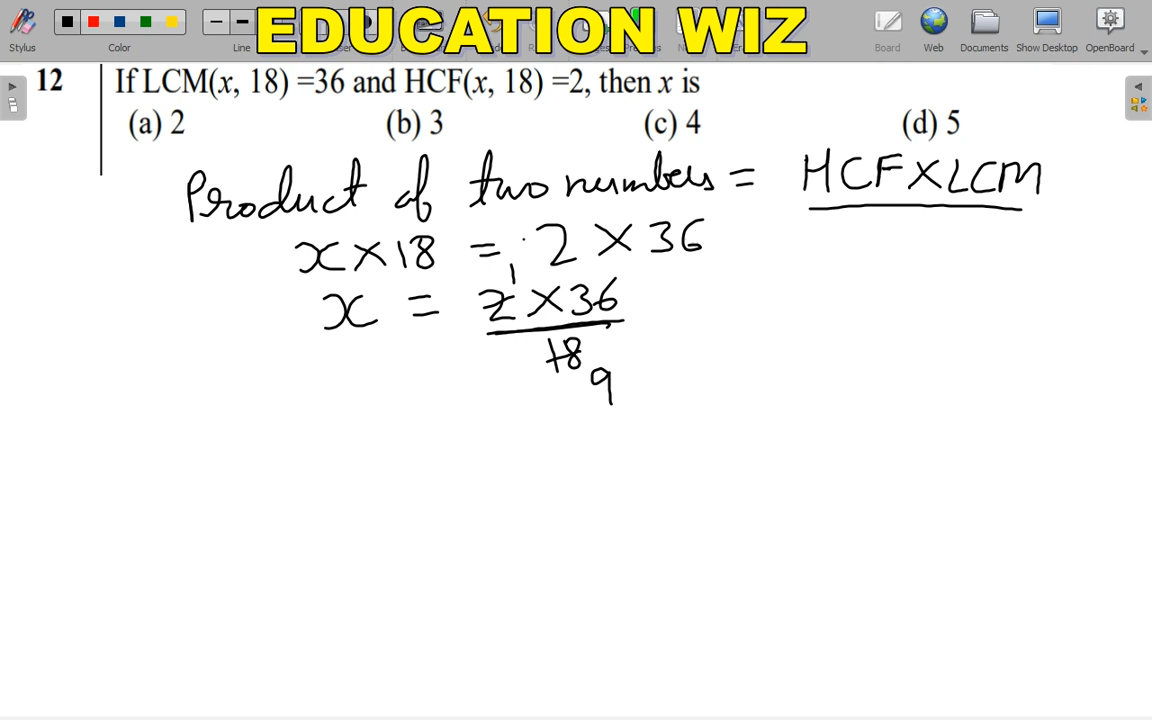 EDUCATION WIZ
Stylus Color Line Board Web Documents Show Desktop OpenBoard
12 If LCM(x, 18) =36 and HCF(x, 18) =2, then x is
(a) 2 (b) 3 (c) 4 (d) 5
Product of two numbers = HCF X LCM
x × 18 = 2 × 36
1
x = 2 × 36
18
9